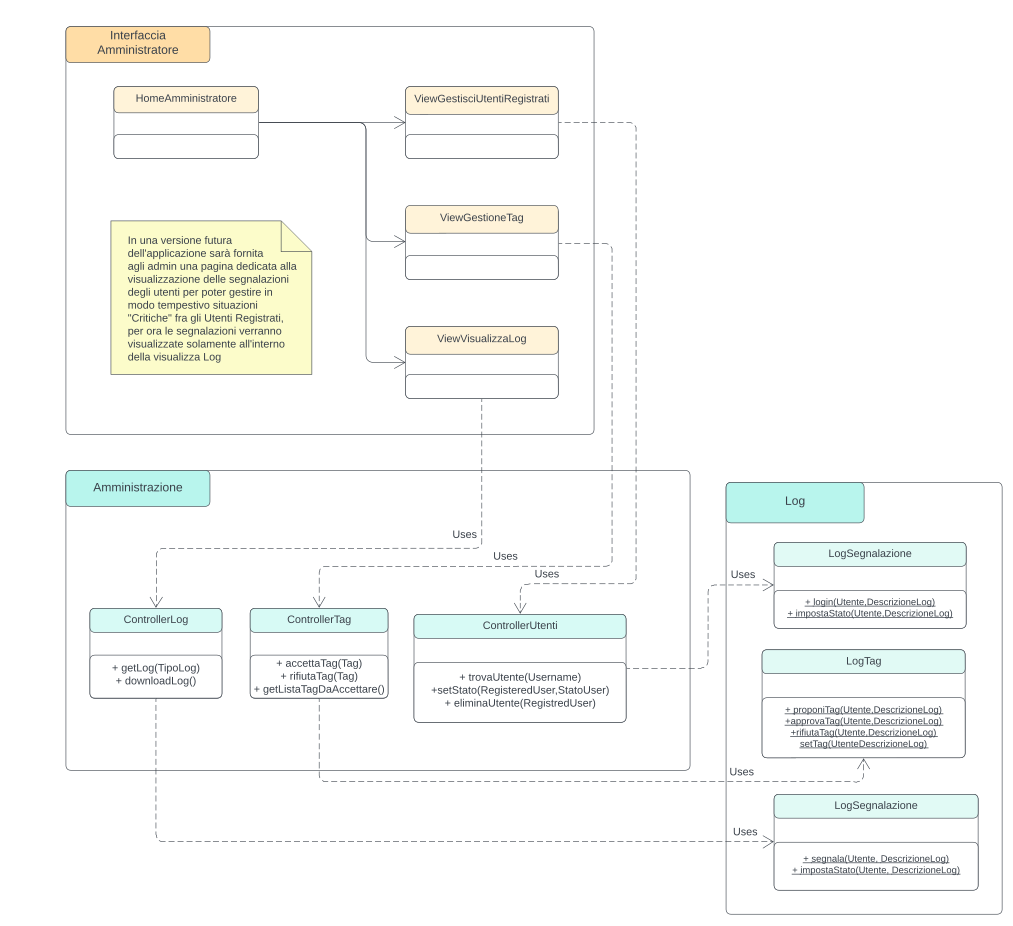 Interfaccia
Amministratore
HomeAmministratore
ViewGestisciUtentiRegistrati
ViewGestioneTag
In una versione futura
dell'applicazione sarà fornita
agli admin una pagina dedicata alla
visualizzazione delle segnalazioni
degli utenti per poter gestire in
modo tempestivo situazioni
"Critiche" fra gli Utenti Registrati,
per ora le segnalazioni verranno
visualizzate solamente all'interno
della visualizza Log
ViewVisualizzaLog
Amministrazione
Uses
Uses
Uses
ControllerLog
+ getLog(TipoLog)
+ downloadLog()
ControllerTag
+ accettaTag(Tag)
+ rifiutaTag(Tag)
+ getListaTagDaAccettare()
ControllerUtenti
+ trovaUtente(Username)
+setStato(RegisteredUser,StatoUser)
+ eliminaUtente(RegistredUser)
Log
LogSegnalazione
Uses
+ login(Utente,DescrizioneLog)
+ impostaStato(Utente,DescrizioneLog)
LogTag
+ proponiTag(Utente,DescrizioneLog)
+approvaTag(Utente,DescrizioneLog)
+rifiutaTag(Utente,DescrizioneLog)
setTag(UtenteDescrizioneLog)
Uses
LogSegnalazione
Uses
+ segnala(Utente, DescrizioneLog)
+ impostaStato(Utente, DescrizioneLog)